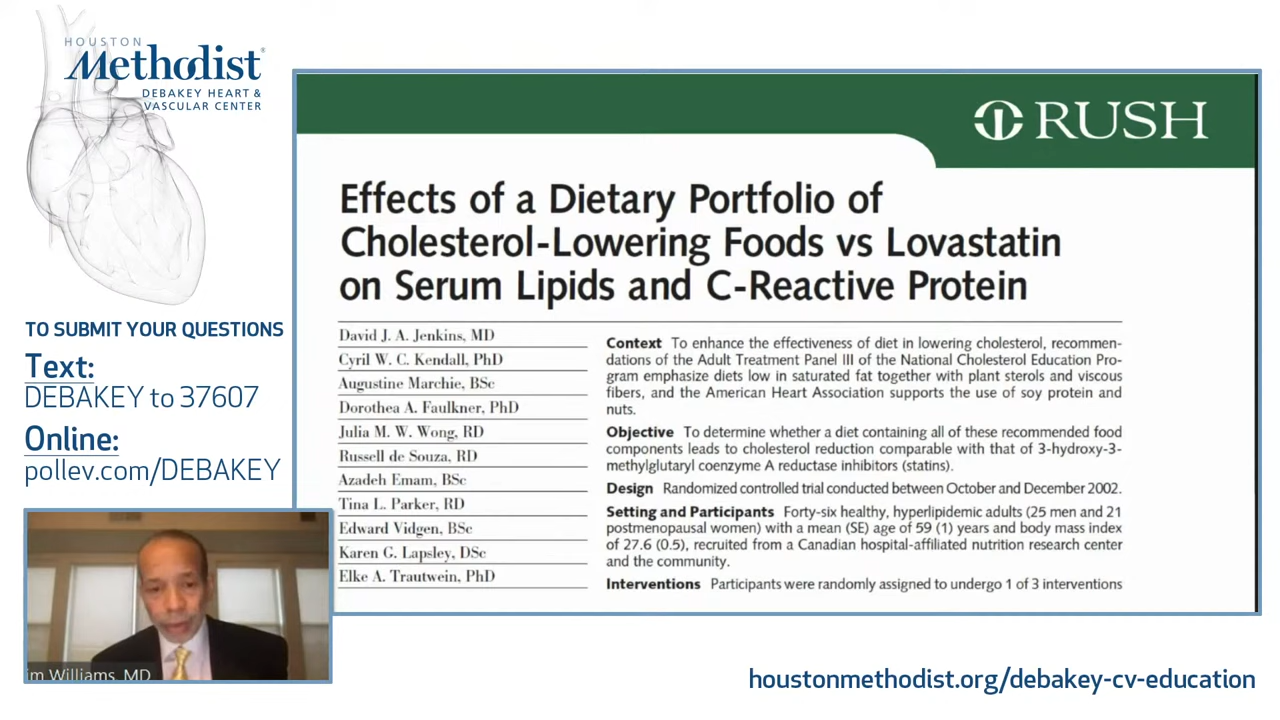 HOUSTON
Methodist®
DEBAKEY HEART &
VASCULAR CENTER
TO SUBMIT YOUR QUESTIONS
Text:
DEBAKEY to 37607
Online:
pollev.com/DEBAKEY
im Williams, MD
RUSH
Effects of a Dietary Portfolio of
Cholesterol-Lowering Foods vs Lovastatin
on Serum Lipids and C-Reactive Protein
David J. A. Jenkins, MD
Cyril W. C. Kendall, PhD
Augustine Marchie, BSc
Dorothea A. Faulkner, PhD
Julia M. W. Wong, RD
Russell de Souza, RD
Azadeh Emam, BSc
Tina L. Parker, RD
Edward Vidgen, BSc
Karen G. Lapsley, DSc
Elke A. Trautwein, PhD
Context To enhance the effectiveness of diet in lowering cholesterol, recommen-
dations of the Adult Treatment Panel III of the National Cholesterol Education Pro-
gram emphasize diets low in saturated fat together with plant sterols and viscous
fibers, and the American Heart Association supports the use of soy protein and
nuts.
Objective To determine whether a diet containing all of these recommended food
components leads to cholesterol reduction comparable with that of 3-hydroxy-3-
methylglutaryl coenzyme A reductase inhibitors (statins).
Design Randomized controlled trial conducted between October and December 2002.
Setting and Participants Forty-six healthy, hyperlipidemic adults (25 men and 21
postmenopausal women) with a mean (SE) age of 59 (1) years and body mass index
of 27.6 (0.5), recruited from a Canadian hospital-affiliated nutrition research center
and the community.
Interventions Participants were randomly assigned to undergo 1 of 3 interventions
houstonmethodist.org/debakey-cv-education